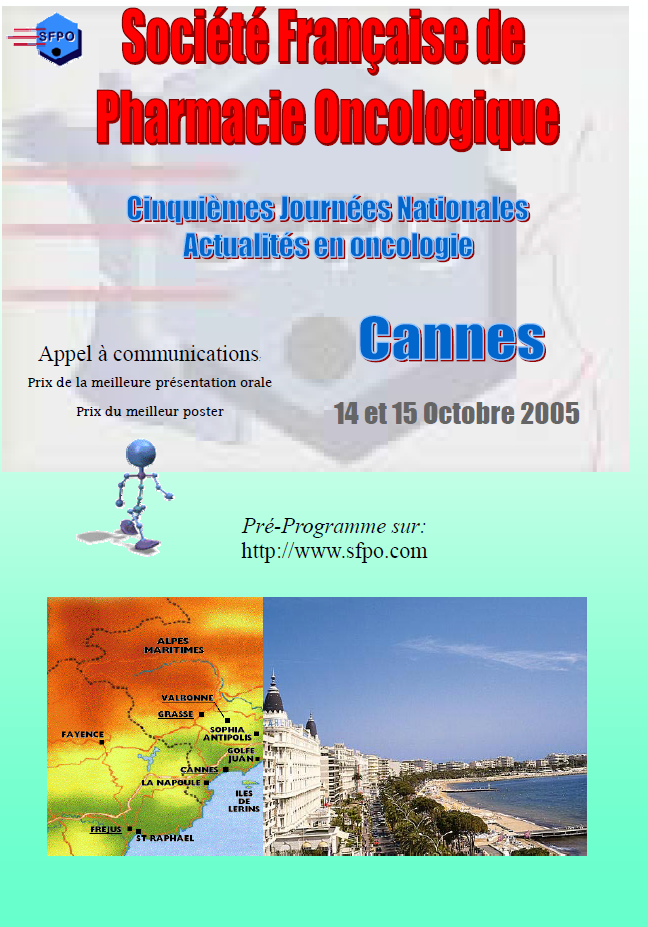 SFPO
Société Française de
Pharmacie Oncologique
Cinquièmes Journées Nationales
Actualités en oncologie
Cannes
14 et 15 Octobre 2005
Appel à communications
Prix de la meilleure présentation orale
Prix du meilleur poster
Pré-Programme sur:
http://www.sfpo.com
ALPES
MARITIMES
VALBONNE
GRASSE
SOPHIA
ANTIPOLIS
FAYENCE
GOLFE
JUAN
CANNES
LA NAPOULE
ILES
DE
LERINS
FREJUS
ST-RAPHAEL